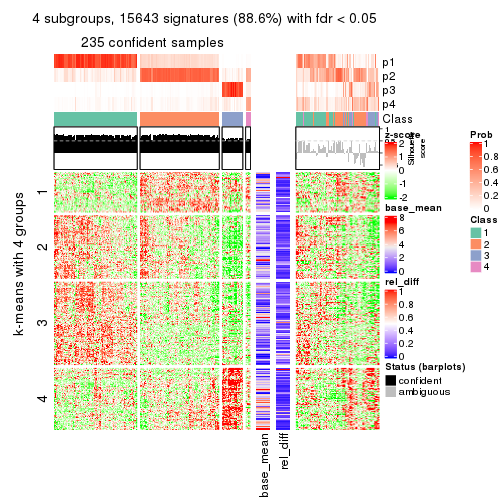 4 subgroups, 15643 signatures (88.6%) with fdr < 0.05
235 confident samples
p1
p2
p3
p4
Class
1
Silhouette
score
k-means with 4 groups
1
2
3
4
base_mean
rel_diff
z-score
2
1
0
-1
-2
base_mean
8
6
4
2
0
rel_diff
1
0.8
0.6
0.4
0.2
0
Status (barplots)
confident
ambiguous
Prob
1
0.8
0.6
0.4
0.2
0
Class
1
2
3
4